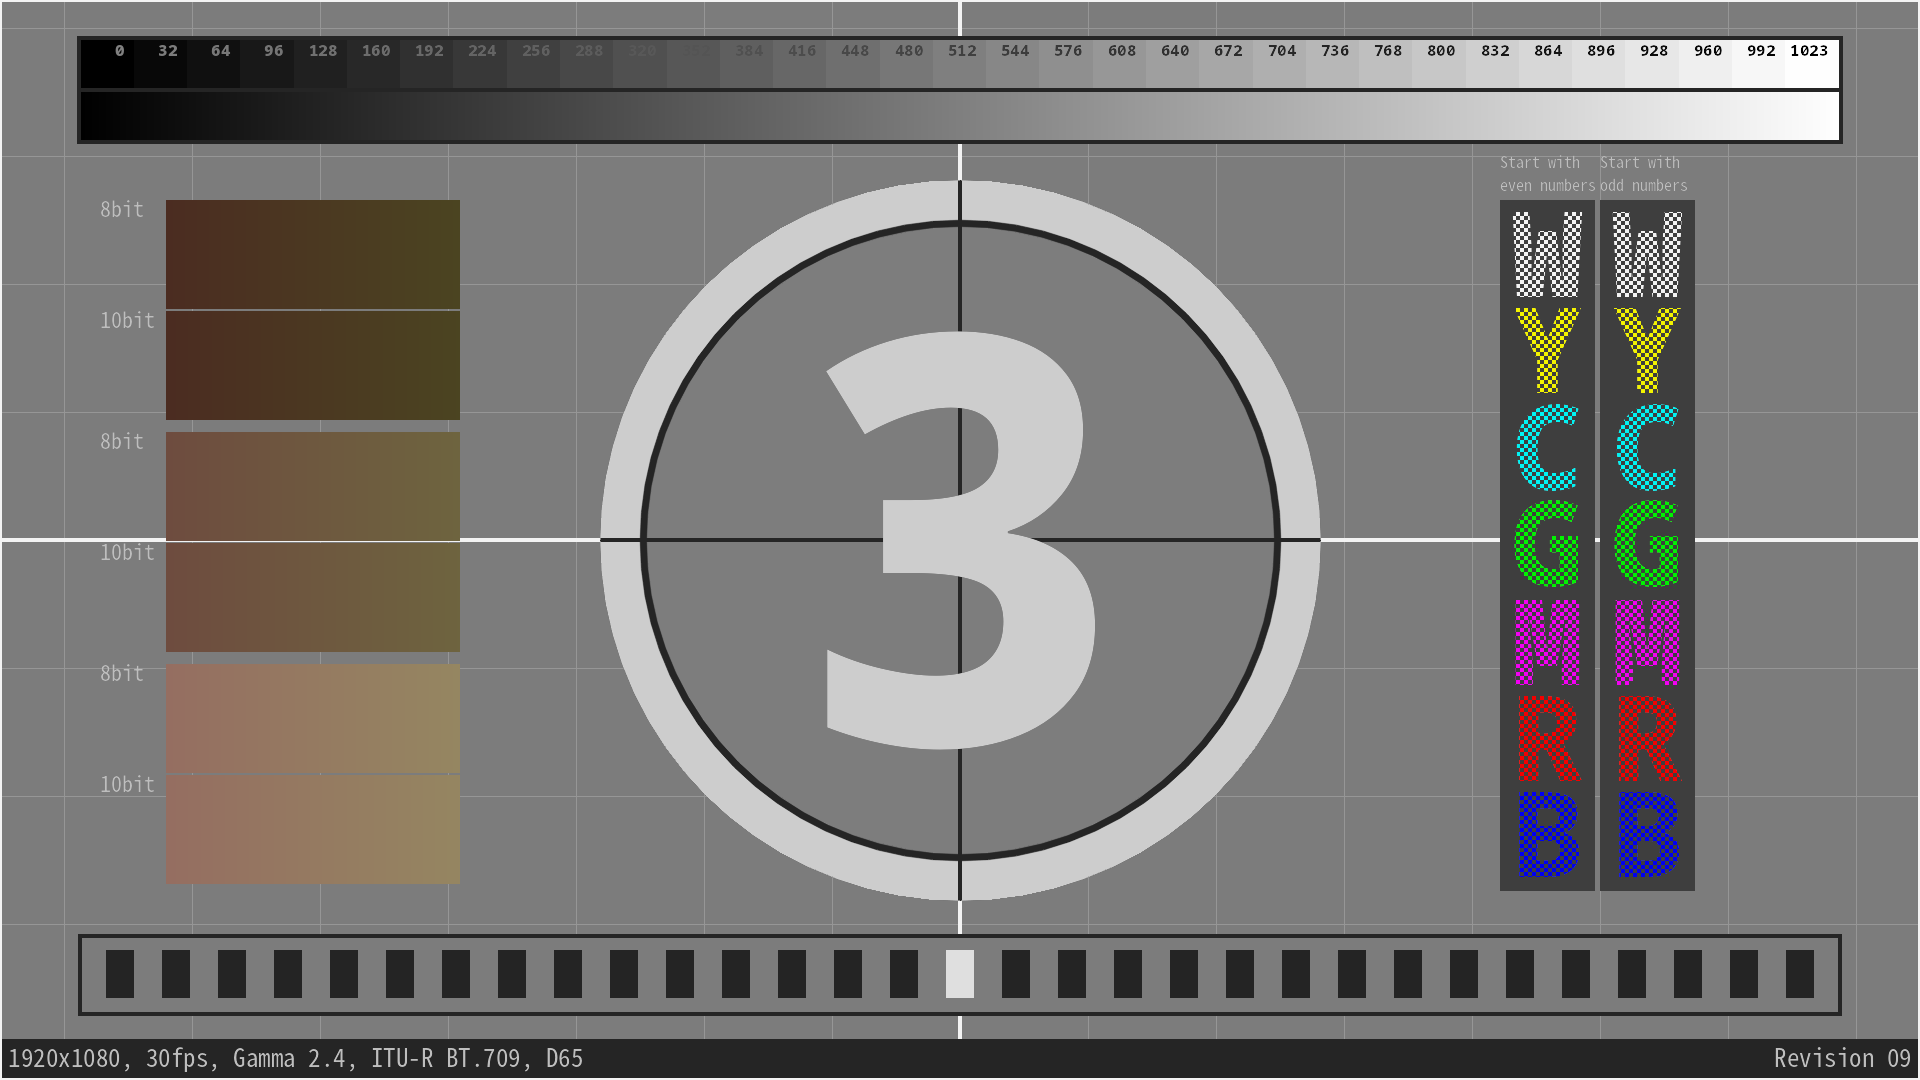 0 32 64 96 128 160 192 224 256 288 320 384 416 448 480 512 544 576 608 640 672 704 736 768 800 832 864 896 928 960 992 1023
Start with
even numbers
Start with
odd numbers
8bit
10bit
8bit
10bit
8bit
10bit
3
W W
Y Y
C C
G G
M M
R R
B B
1920x1080, 30fps, Gamma 2.4, ITU-R BT.709, D65
Revision 09